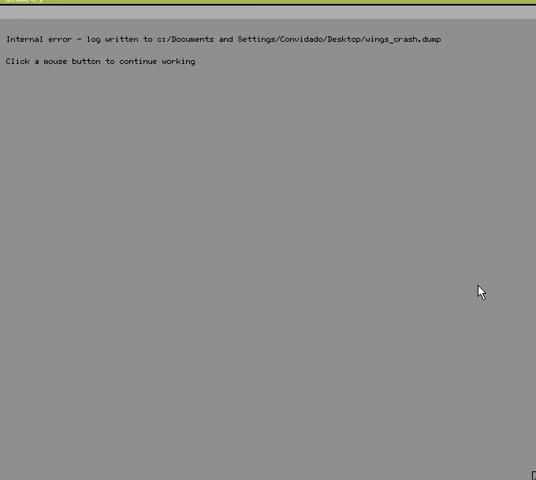 Internal error - log written to c:/Documents and Settings/Convidado/Desktop/wings_crash.dump
Click a mouse button to continue working